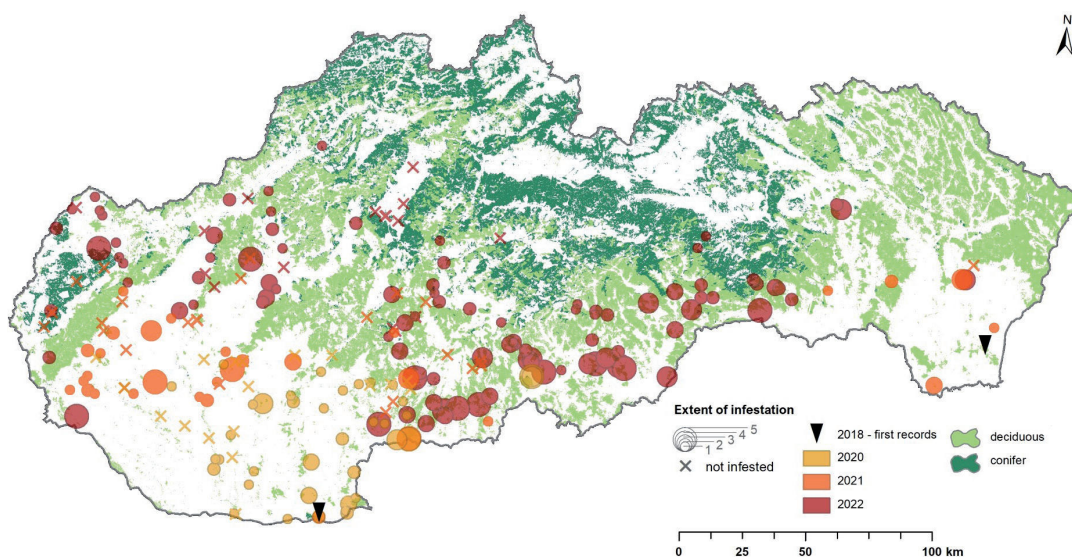 N
Extent of infestation
5
4
3
2
1
not infested
2018 - first records
2020
2021
2022
deciduous
conifer
0 25 50 75 100 km